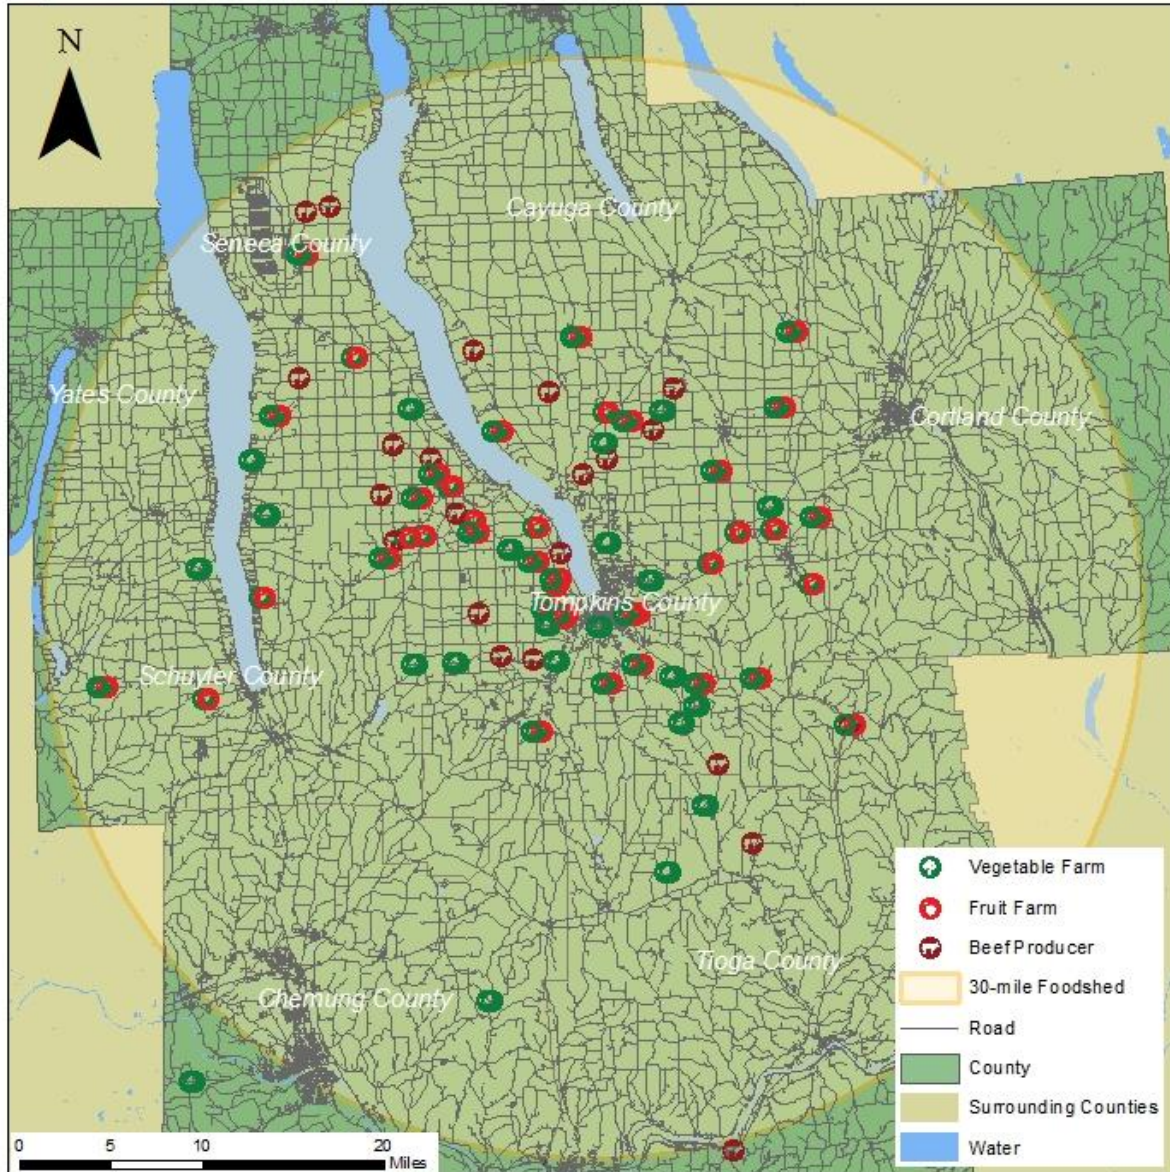 N
Cayuga County
Seneca County
Yates County
Cortland County
Tompkins County
Schuyler County
Tioga County
Chemung County
Vegetable Farm
Fruit Farm
Beef Producer
30-mile Foodshed
Road
County
Surrounding Counties
Water
0 5 10 20
Miles